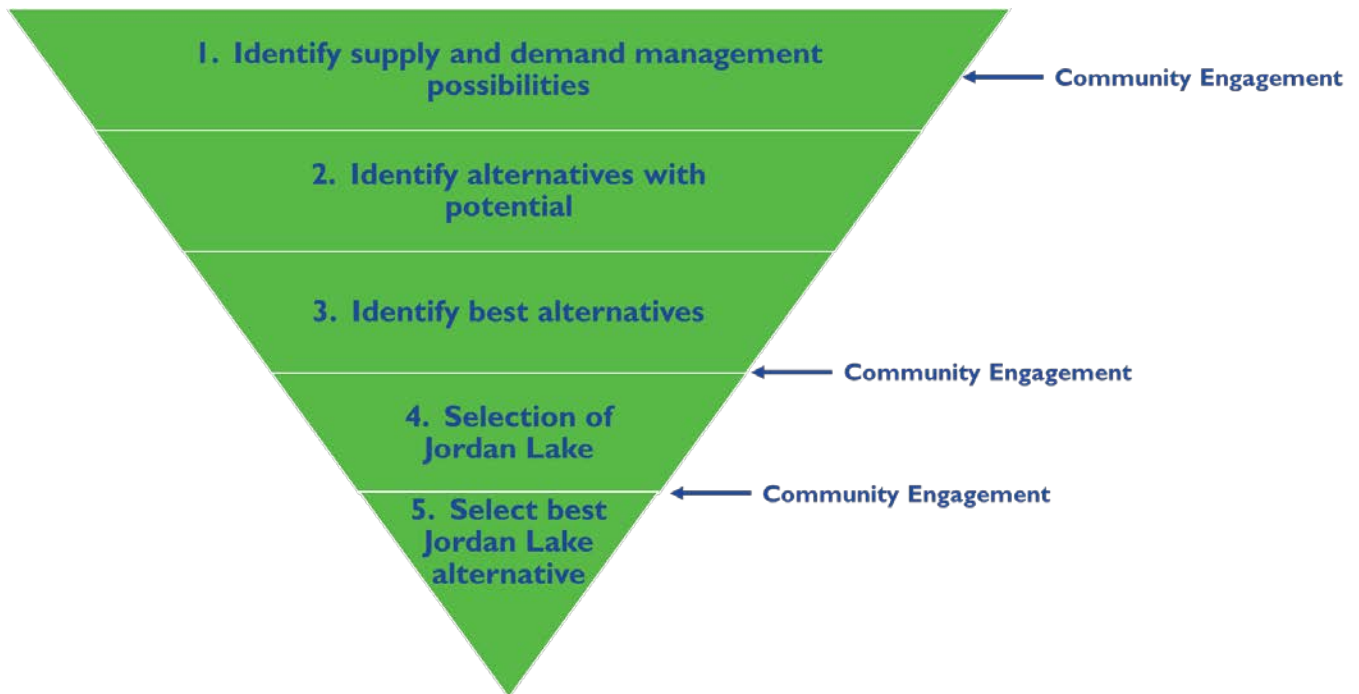 1. Identify supply and demand management
possibilities
Community Engagement
2. Identify alternatives with
potential
3. Identify best alternatives
Community Engagement
4. Selection of
Jordan Lake
Community Engagement
5. Select best
Jordan Lake
alternative